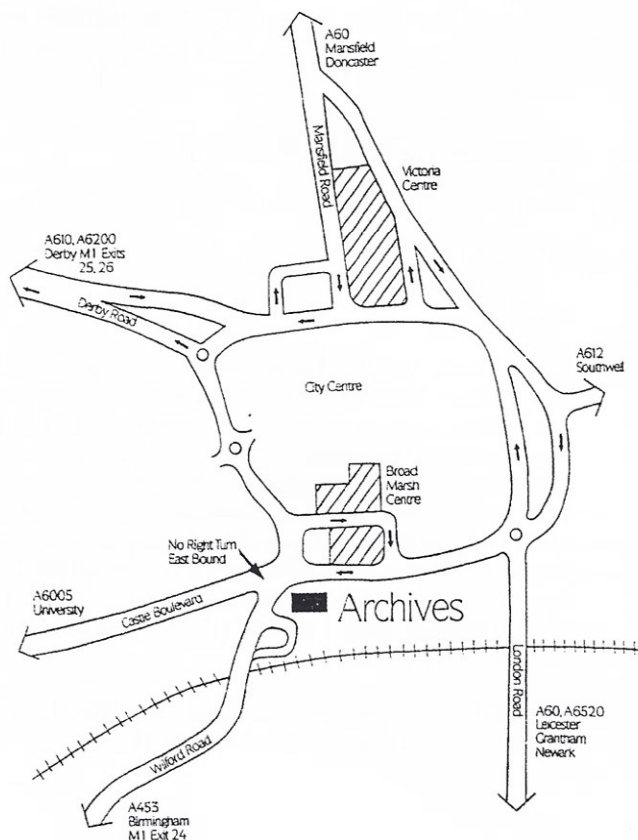 A60
Mansfield
Doncaster
Mansfield Road
Victoria
Centre
A610, A6200
Derby M1 Exits
25, 26
Derby Road
A612
Southwell
City Centre
Broad
Marsh
Centre
No Right Turn
East Bound
A6005
University
Castle Boulevard
Archives
London Road
A60, A6520
Leicester
Grantham
Newark
Wilford Road
A453
Birmingham
M1 Exit 24